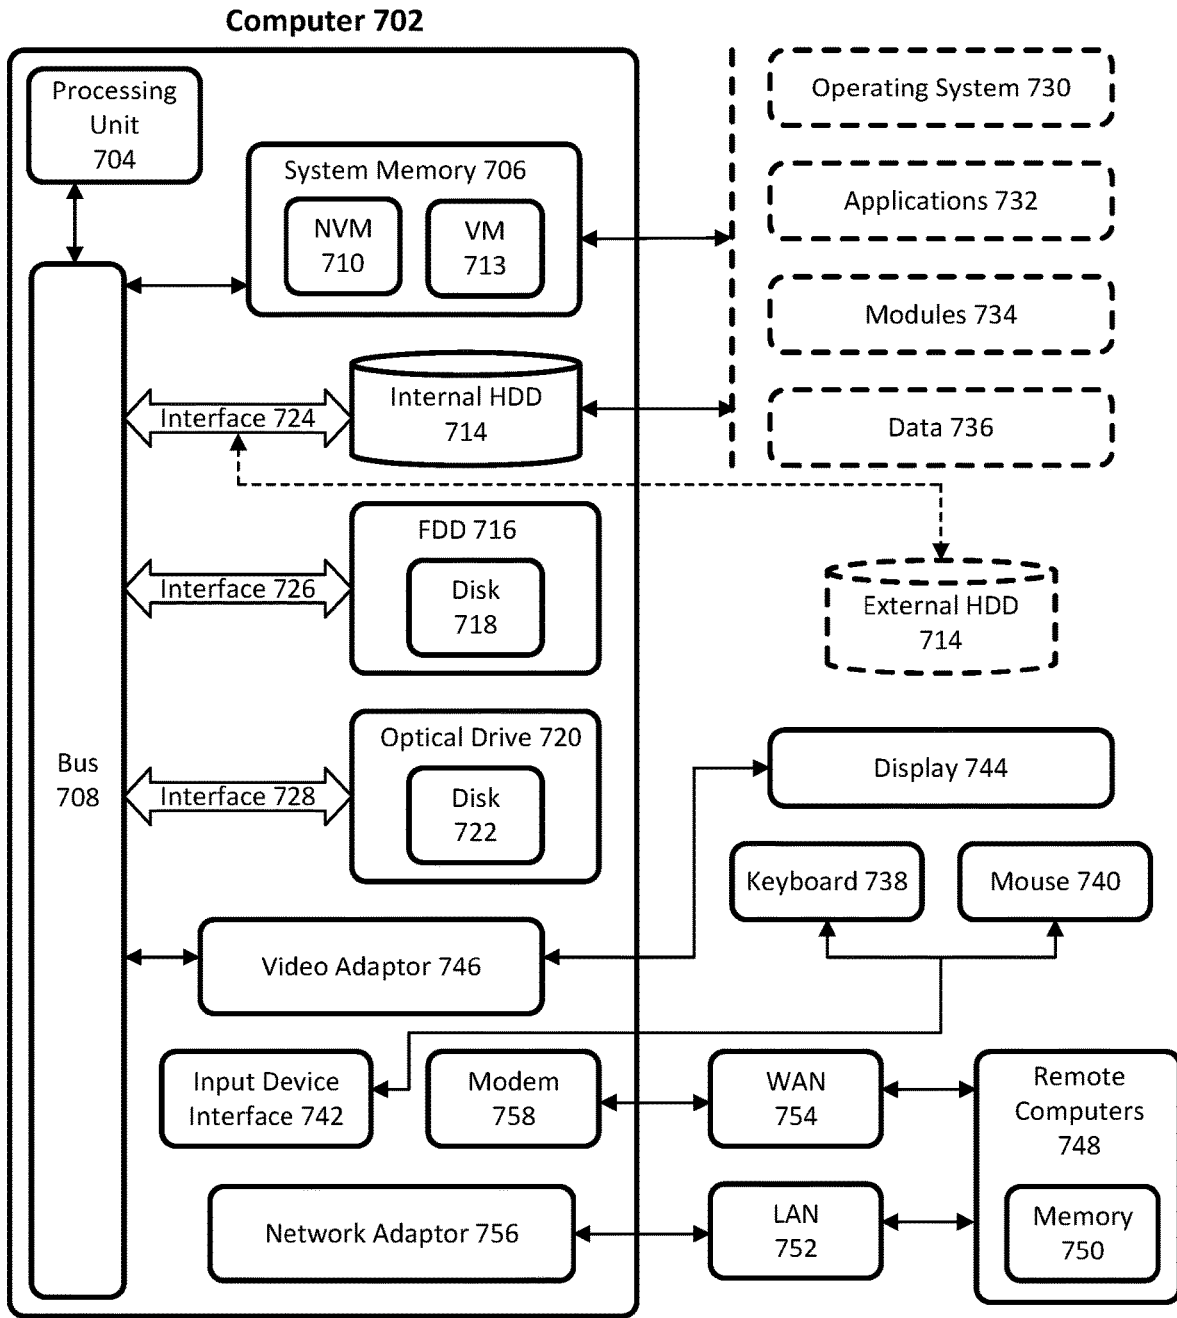 Computer 702
Processing
Unit
704
System Memory 706
NVM
710
VM
713
Operating System 730
Applications 732
Modules 734
Data 736
Interface 724
Internal HDD
714
External HDD
714
FDD 716
Interface 726
Disk
718
Bus
708
Optical Drive 720
Interface 728
Disk
722
Display 744
Keyboard 738
Mouse 740
Video Adaptor 746
Input Device
Interface 742
Modem
758
WAN
754
Remote
Computers
748
Network Adaptor 756
LAN
752
Memory
750